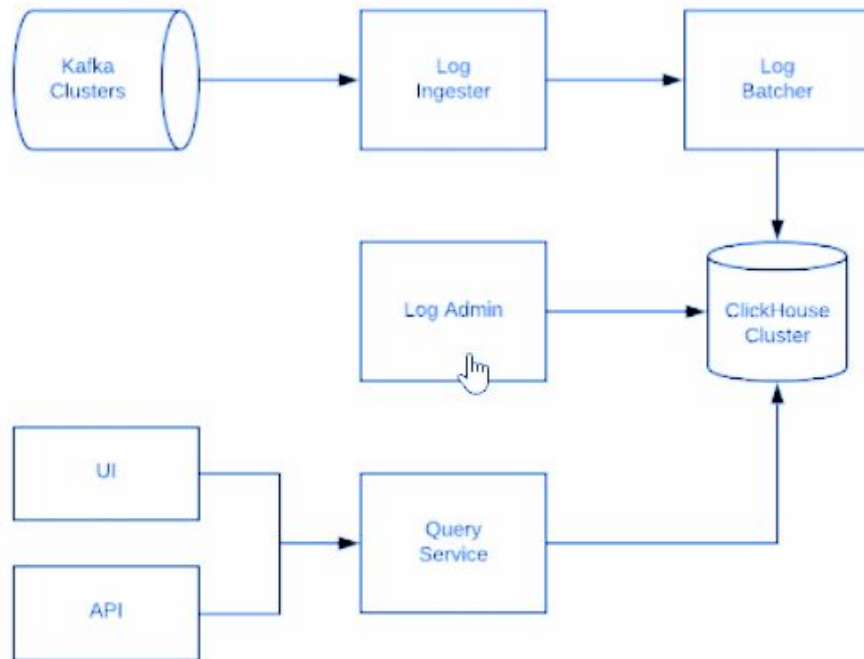 Kafka
Clusters
Log
Ingester
Log
Batcher
Log Admin
ClickHouse
Cluster
UI
Query
Service
API